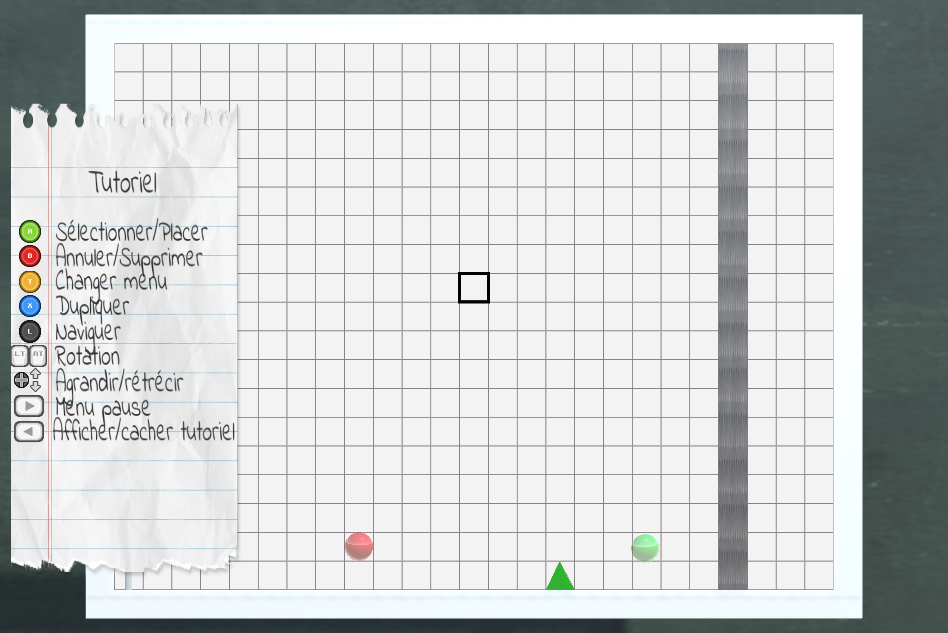 Tutoriel
A Sélectionner/Placer
B Annuler/Supprimer
Y Changer menu
X Dupliquer
L Naviguer
LT RT Rotation
Agrandir/rétrécir
Menu pause
Afficher/cacher tutoriel